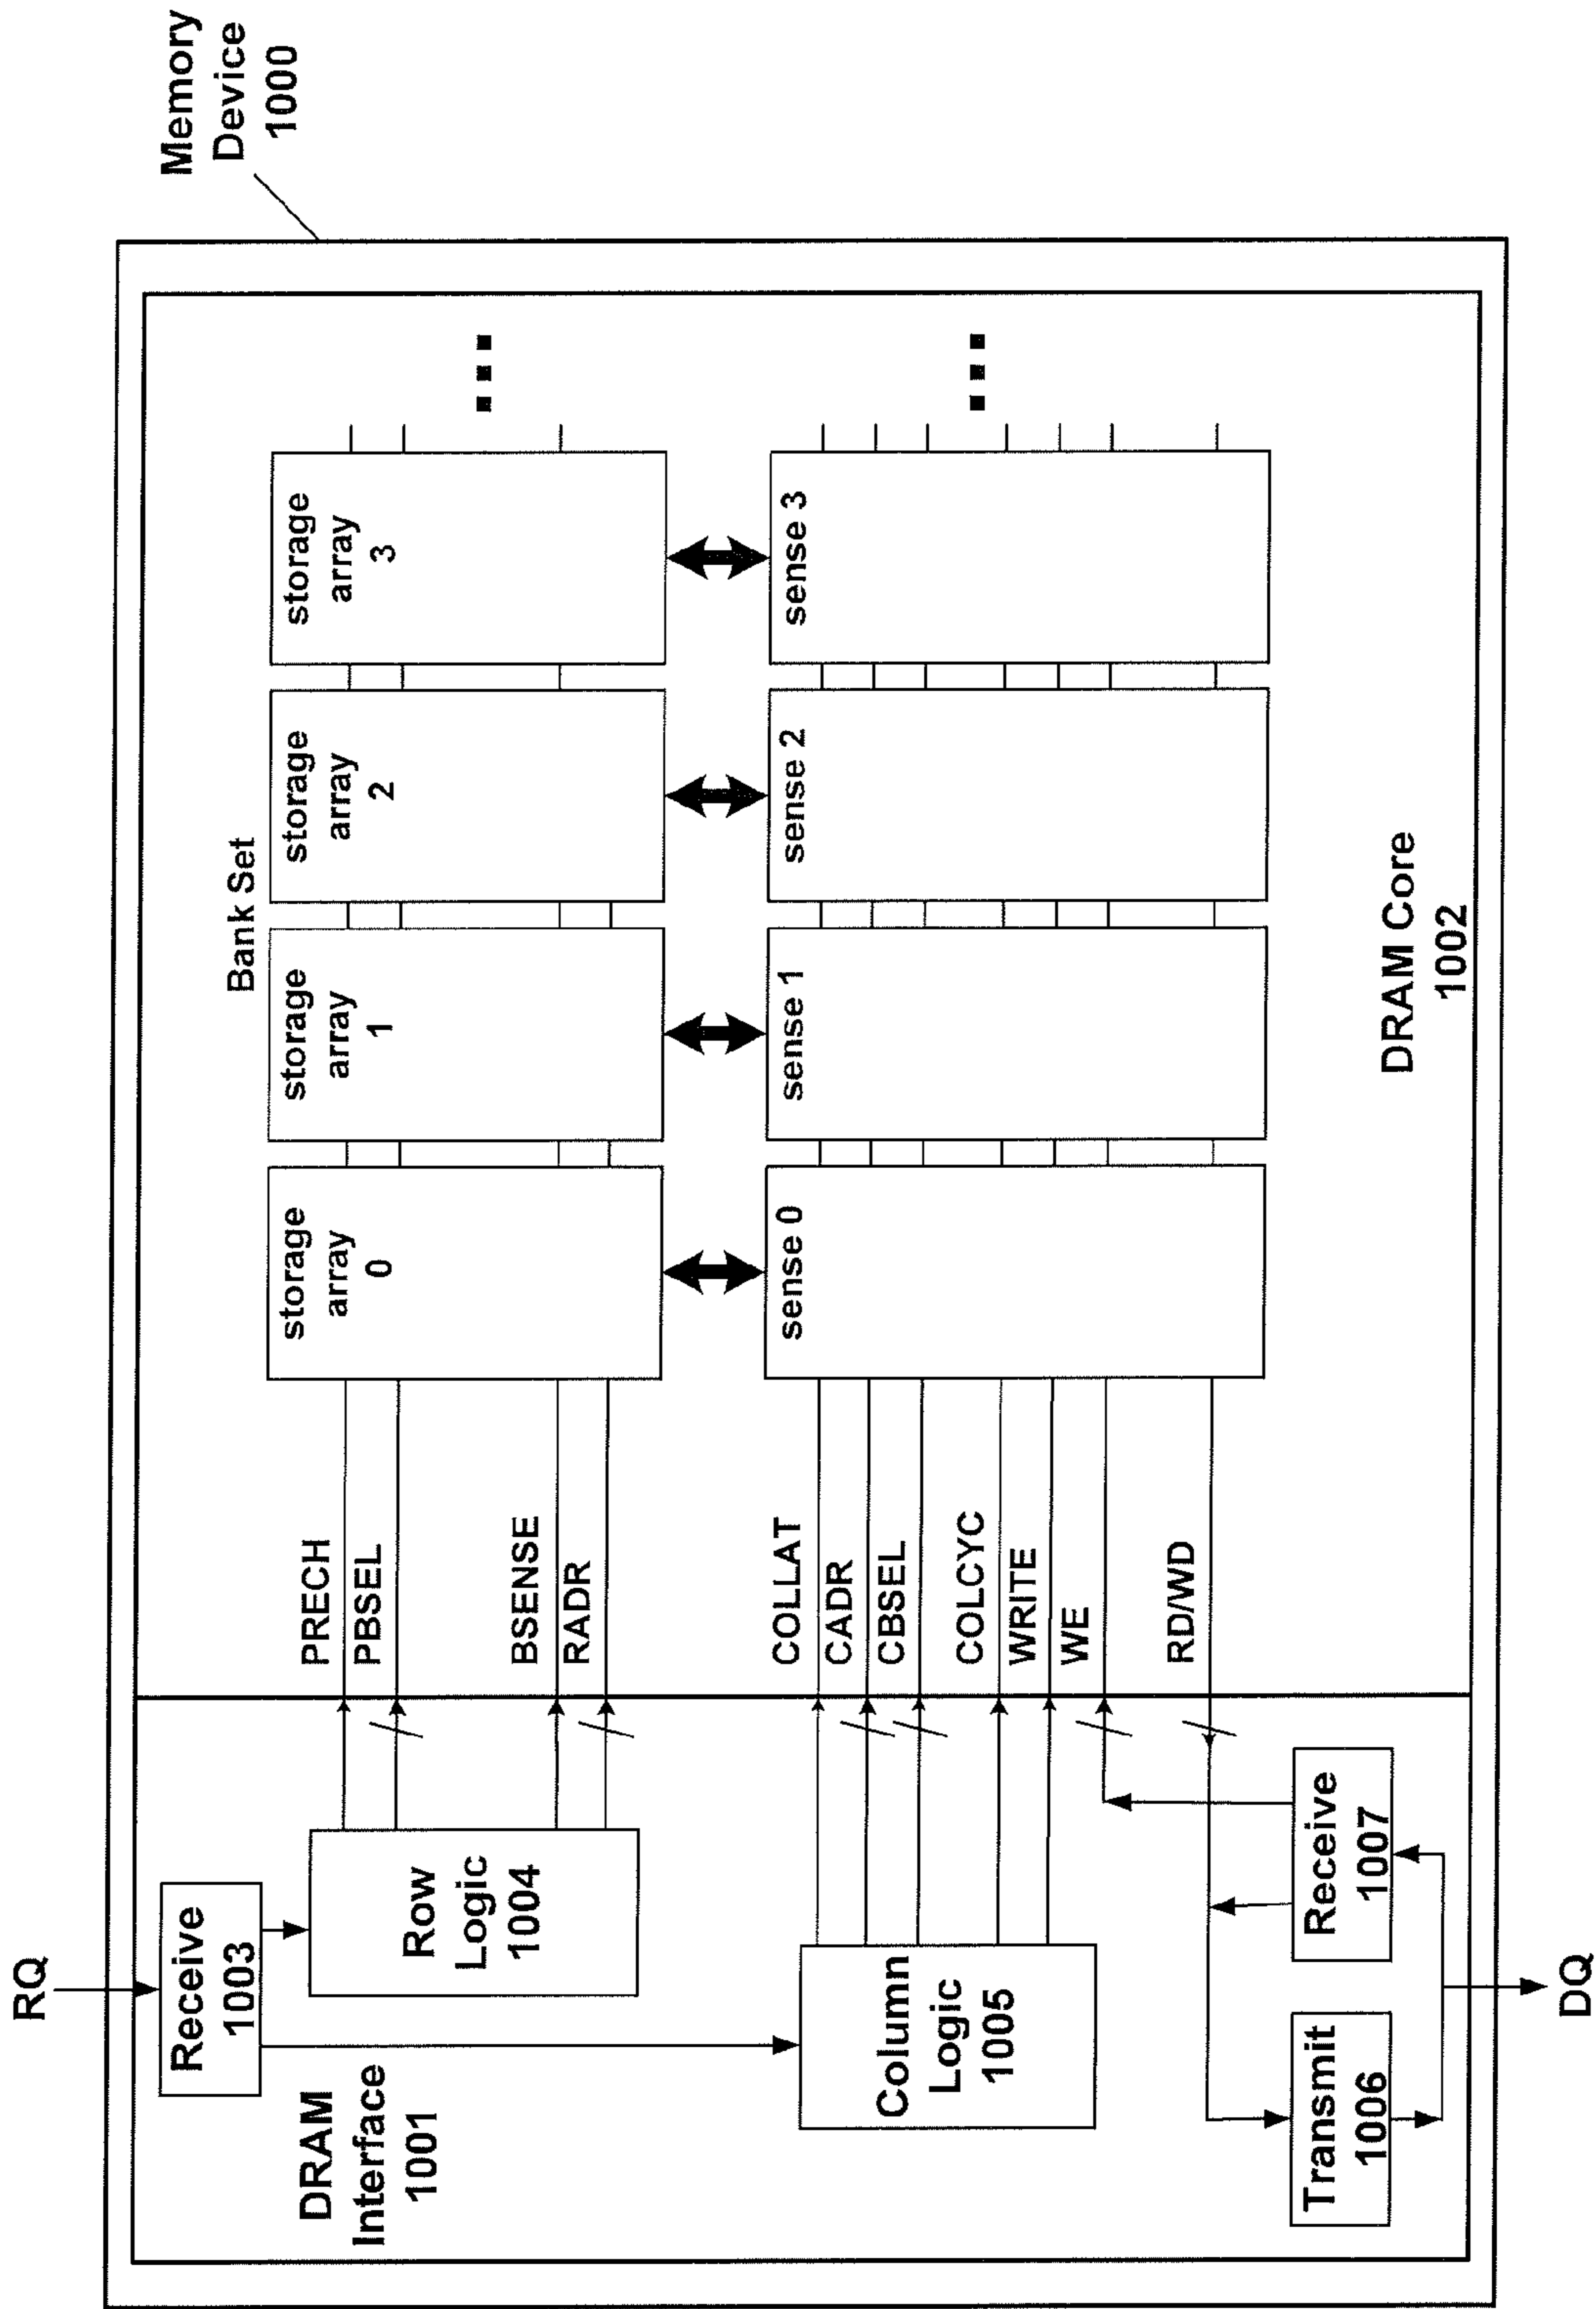 Memory
Device
1000
RQ
Receive
1003
DRAM
Interface
1001
Row
Logic
1004
Column
Logic
1005
Transmit
1006
Receive
1007
DQ
PRECH
PBSEL
BSENSE
RADR
COLLAT
CADR
CBSEL
COLCYC
WRITE
WE
RD/WD
Bank Set
storage
array
0
storage
array
1
storage
array
2
storage
array
3
sense 0
sense 1
sense 2
sense 3
DRAM Core
1002